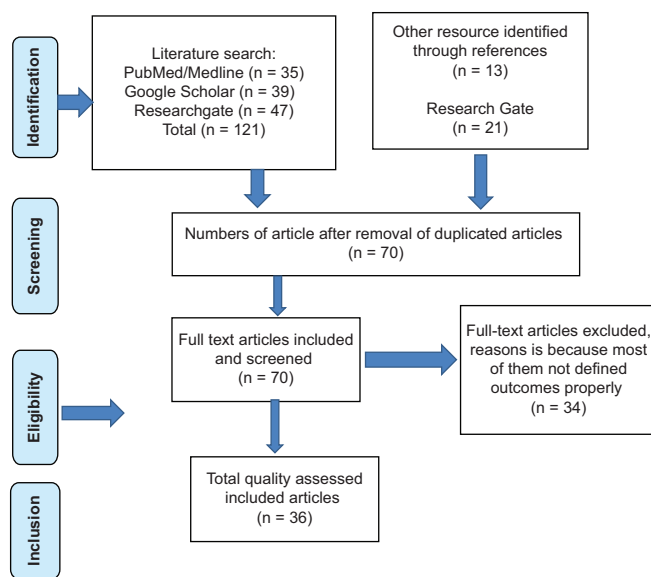 Identification
Literature search:
PubMed/Medline (n = 35)
Google Scholar (n = 39)
Researchgate (n = 47)
Total (n = 121)
Other resource identified
through references
(n = 13)
Research Gate
(n = 21)
Screening
Numbers of article after removal of duplicated articles
(n = 70)
Full text articles included
and screened
(n = 70)
Full-text articles excluded,
reasons is because most
of them not defined
outcomes properly
(n = 34)
Eligibility
Total quality assessed
included articles
(n = 36)
Inclusion